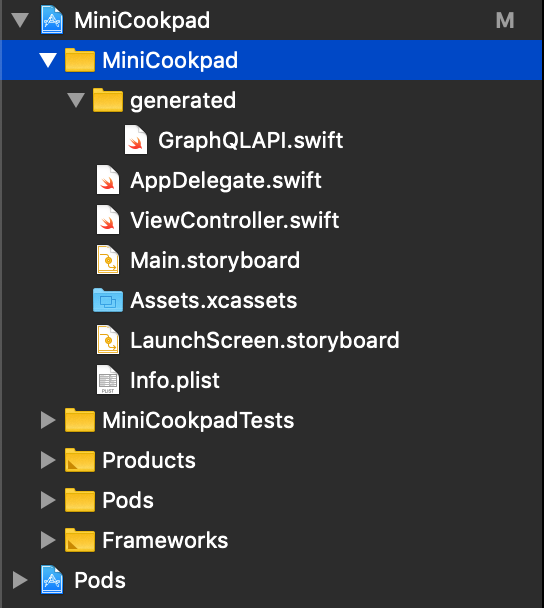 MiniCookpad M
MiniCookpad
generated
GraphQLAPI.swift
AppDelegate.swift
ViewController.swift
Main.storyboard
Assets.xcassets
LaunchScreen.storyboard
Info.plist
MiniCookpadTests
Products
Pods
Frameworks
Pods